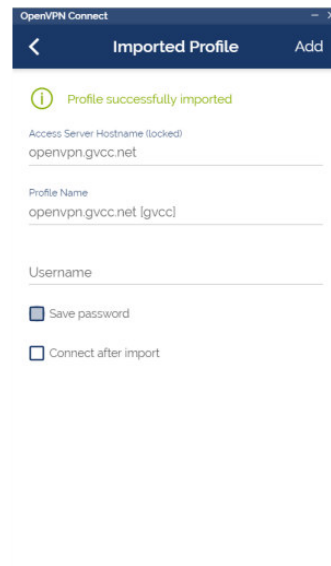 OpenVPN Connect
Imported Profile
Add
Profile successfully imported
Access Server Hostname (locked)
openvpn.gvcc.net
Profile Name
openvpn.gvcc.net [gvcc]
Username
Save password
Connect after import